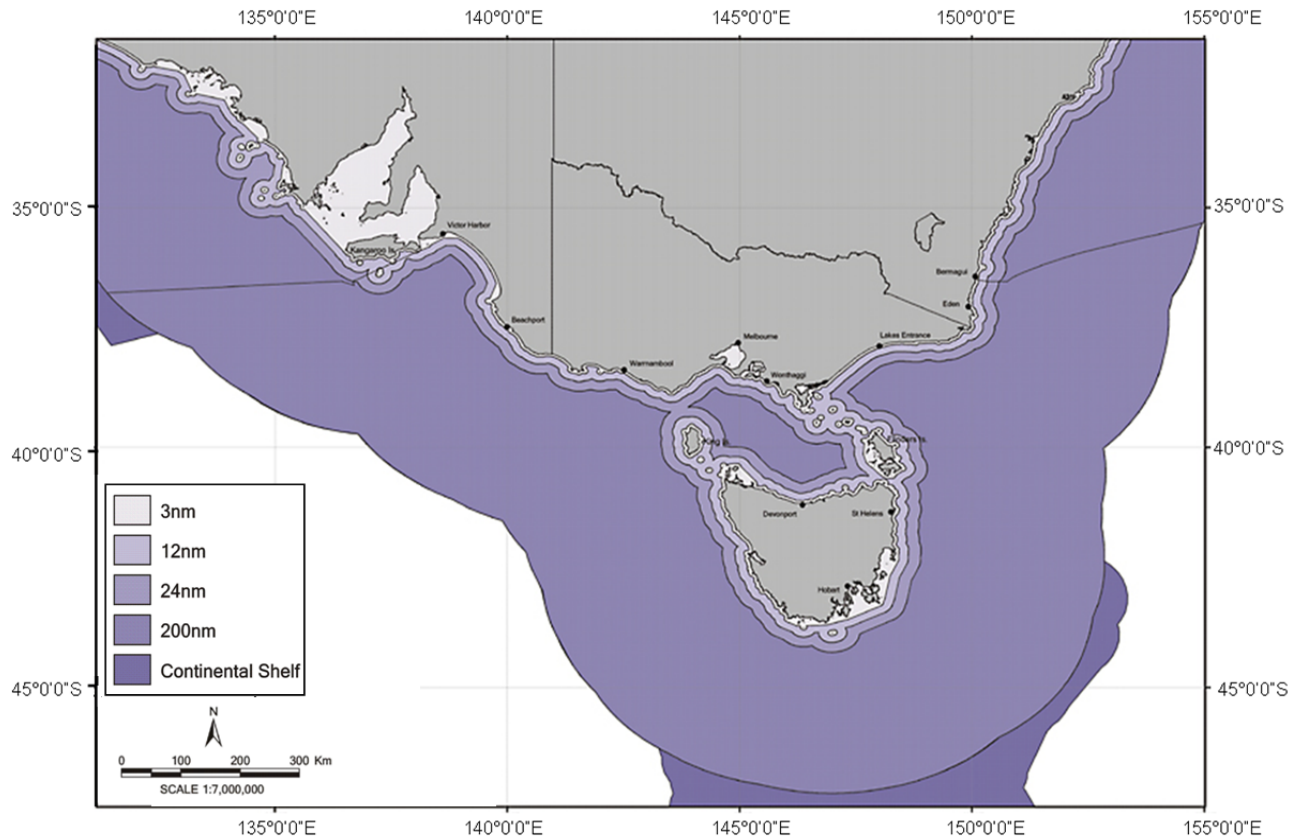 135°0'0"E 140°0'0"E 145°0'0"E 150°0'0"E 155°0'0"E
35°0'0"S 35°0'0"S
Victor Harbor
Kangaroo Is.
Bermagui
Eden
Beachport
Melbourne
Lakes Entrance
Warrnambool
Wonthaggi
40°0'0"S 40°0'0"S
King Is.
Flinders Is.
Devonport
St Helens
Hobart
3nm
12nm
24nm
200nm
Continental Shelf
45°0'0"S 45°0'0"S
N
0 100 200 300 Km
SCALE 1:7,000,000
135°0'0"E 140°0'0"E 145°0'0"E 150°0'0"E 155°0'0"E